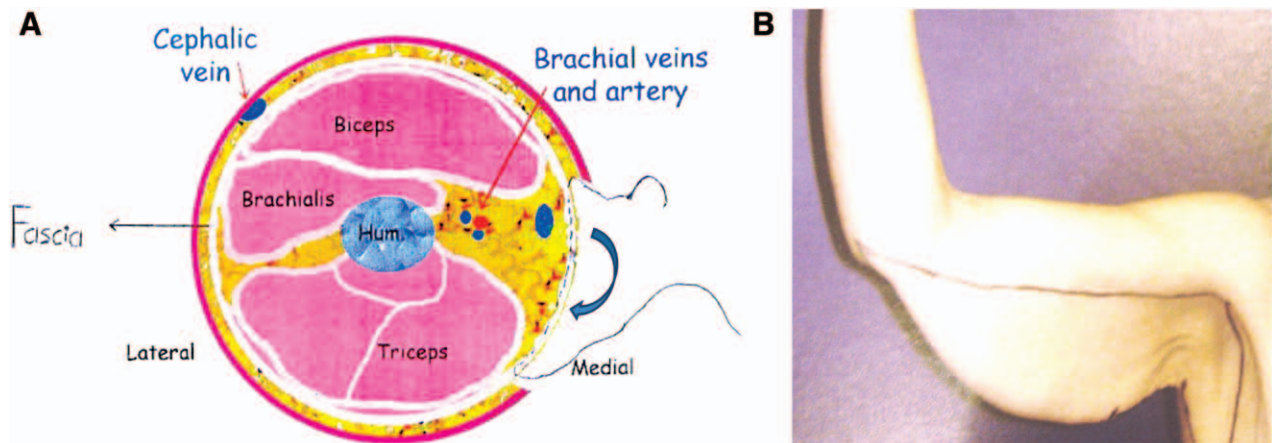 A
B
Cephalic
vein
Brachial veins
and artery
Biceps
Brachialis
Hum.
Fascia
Lateral
Triceps
Medial